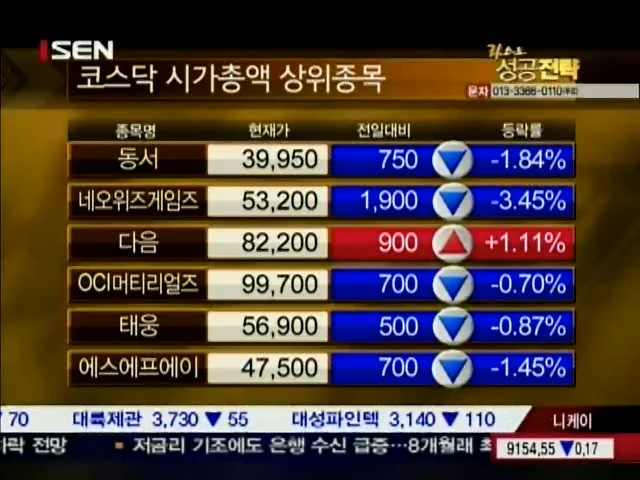 SEN
성공전략
코스닥 시가총액 상위종목
문자 013-3366-0110
종목명 현재가 전일대비 등락률
동서 39,950 750 ▼ -1.84%
네오위즈게임즈 53,200 1,900 ▼ -3.45%
다음 82,200 900 ▲ +1.11%
OCI머티리얼즈 99,700 700 ▼ -0.70%
태웅 56,900 500 ▼ -0.87%
에스에프에이 47,500 700 ▼ -1.45%
70 대륙제관 3,730 ▼ 55 대성파인텍 3,140 ▼ 110 니케이
하락 전망 ■ 저금리 기조에도 은행 수신 급증…8개월래 최
9154,55 ▼0,17